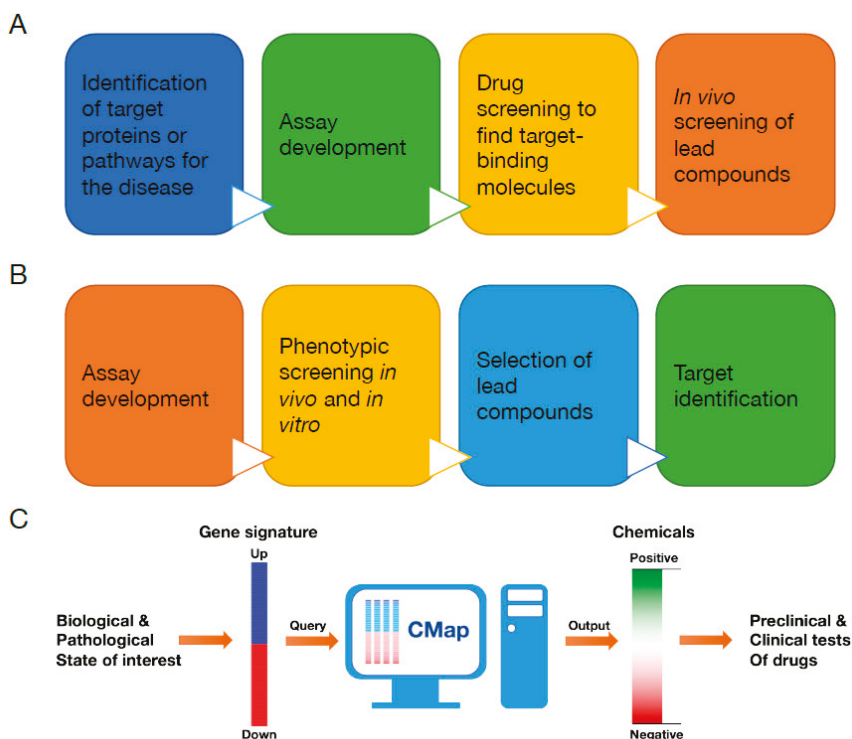 A
Identification
of target
proteins or
pathways for
the disease
Assay
development
Drug
screening to
find target-
binding
molecules
In vivo
screening of
lead
compounds
B
Assay
development
Phenotypic
screening in
vivo and in
vitro
Selection of
lead
compounds
Target
identification
C
Gene signature
Up
Biological &
Pathological
State of interest
Down
Query
CMap
Output
Chemicals
Positive
Negative
Preclinical &
Clinical tests
Of drugs